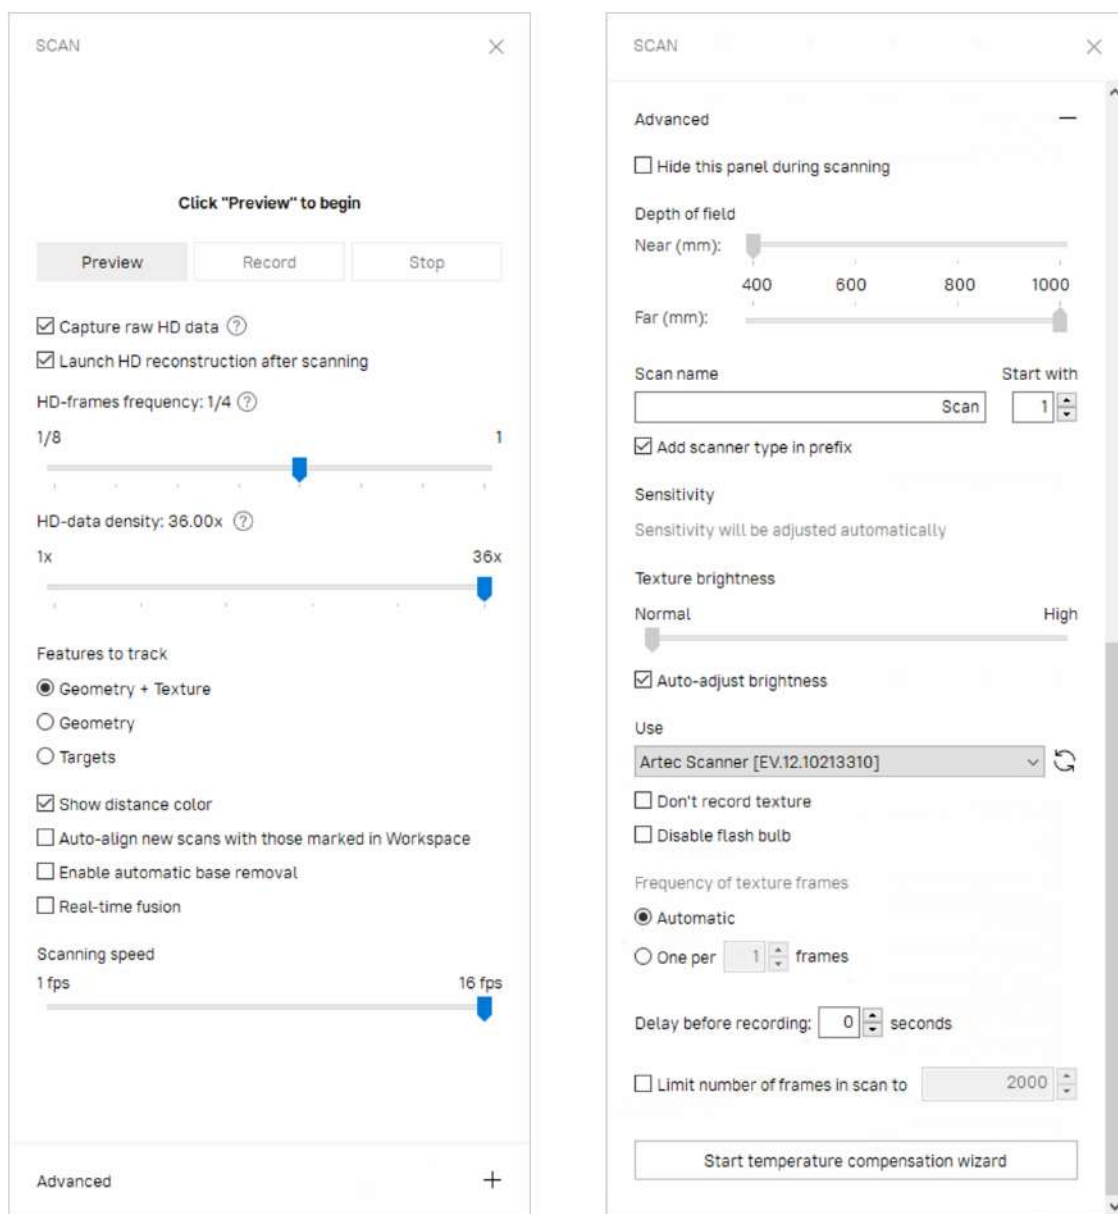 SCAN
Click "Preview" to begin
Preview Record Stop
Capture raw HD data ?
Launch HD reconstruction after scanning
HD-frames frequency: 1/4 ?
1/8 1
HD-data density: 36.00x ?
1x 36x
Features to track
Geometry + Texture
Geometry
Targets
Show distance color
Auto-align new scans with those marked in Workspace
Enable automatic base removal
Real-time fusion
Scanning speed
1 fps 16 fps
Advanced
SCAN
Advanced
Hide this panel during scanning
Depth of field
Near (mm):
400 600 800 1000
Far (mm):
Scan name Start with
Scan 1
Add scanner type in prefix
Sensitivity
Sensitivity will be adjusted automatically
Texture brightness
Normal High
Auto-adjust brightness
Use
Artec Scanner [EV.12.10213310]
Don't record texture
Disable flash bulb
Frequency of texture frames
Automatic
One per 1 frames
Delay before recording: 0 seconds
Limit number of frames in scan to 2000
Start temperature compensation wizard